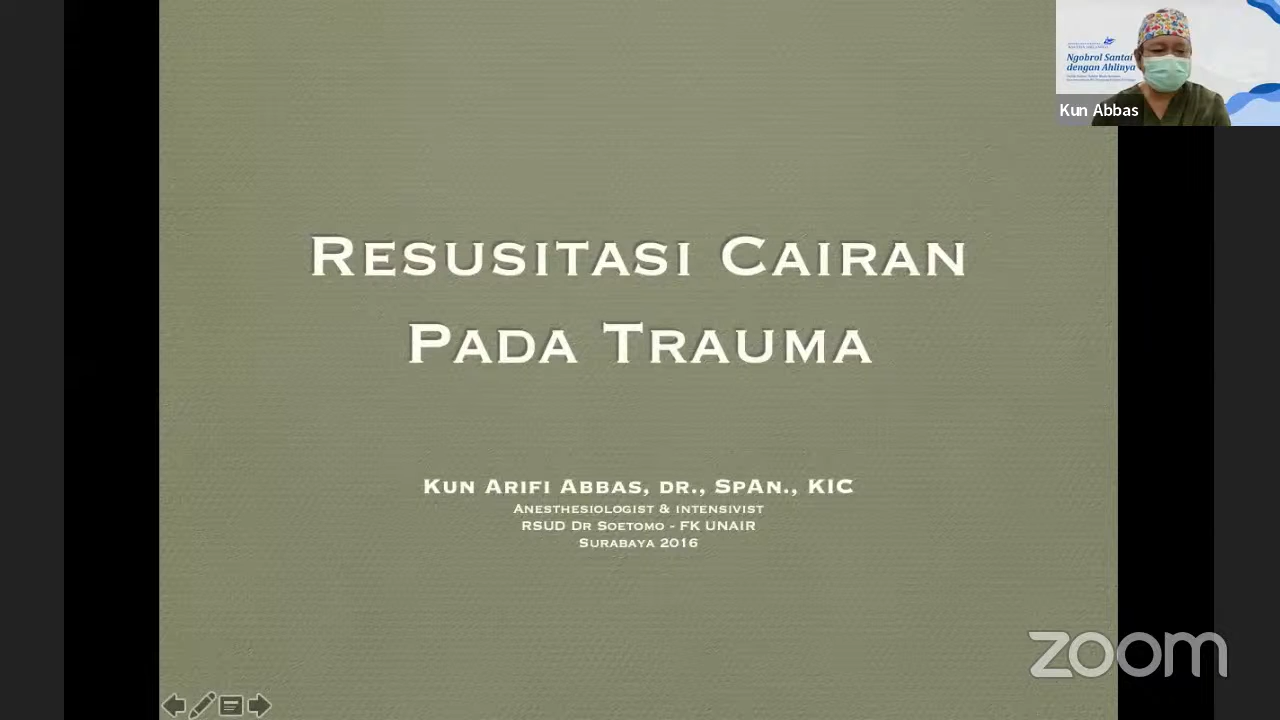 Resusitasi Cairan
Pada Trauma
Kun Arifi Abbas, dr., SpAn., KIC
Anesthesiologist & intensivist
RSUD Dr Soetomo - FK UNAIR
Surabaya 2016
Ngobrol Santai
dengan Ahlinya
Kun Abbas
zoom